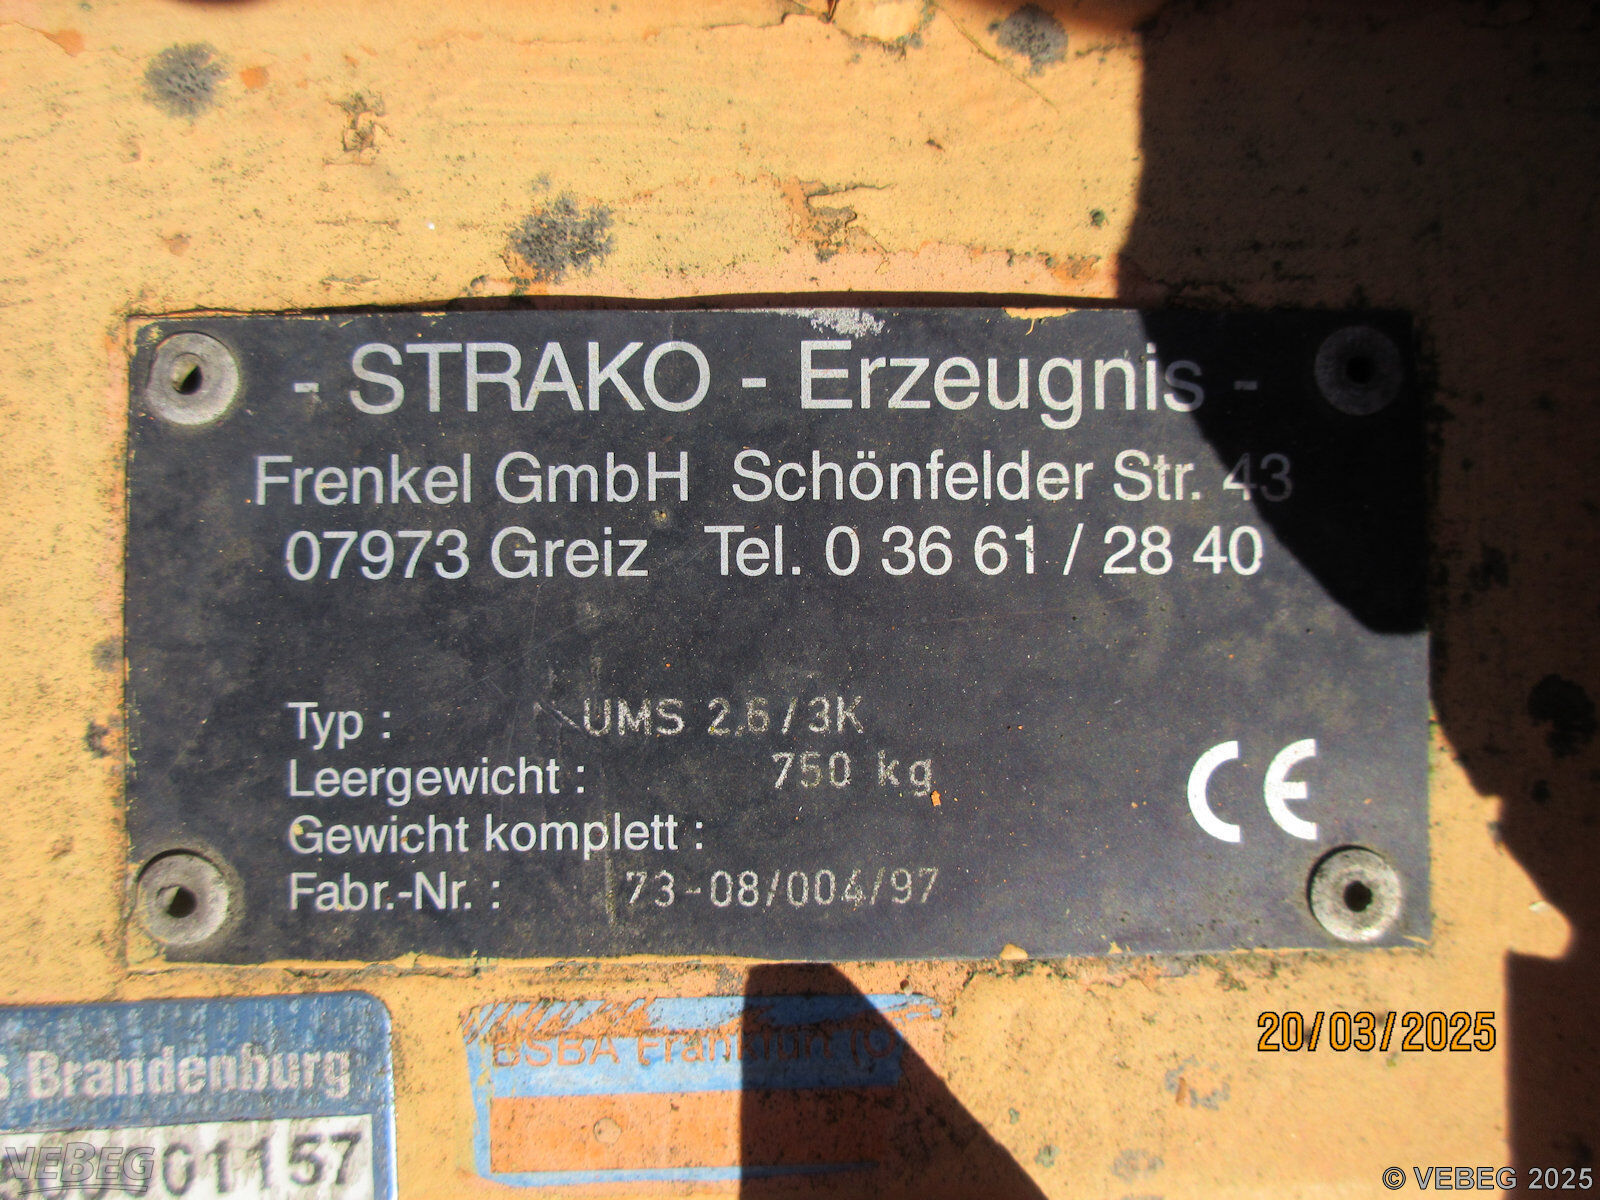 - STRAKO - Erzeugnis -
Frenkel GmbH Schönfelder Str. 43
07973 Greiz Tel. 0 36 61 / 28 40
Typ : UMS 2.6/3K
Leergewicht : 750 kg
CE
Gewicht komplett :
Fabr.-Nr. : 73-08/004/97
20/03/2025
s Brandenburg
BSBA Frankfurt (O
01157
VEBEG
© VEBEG 2025